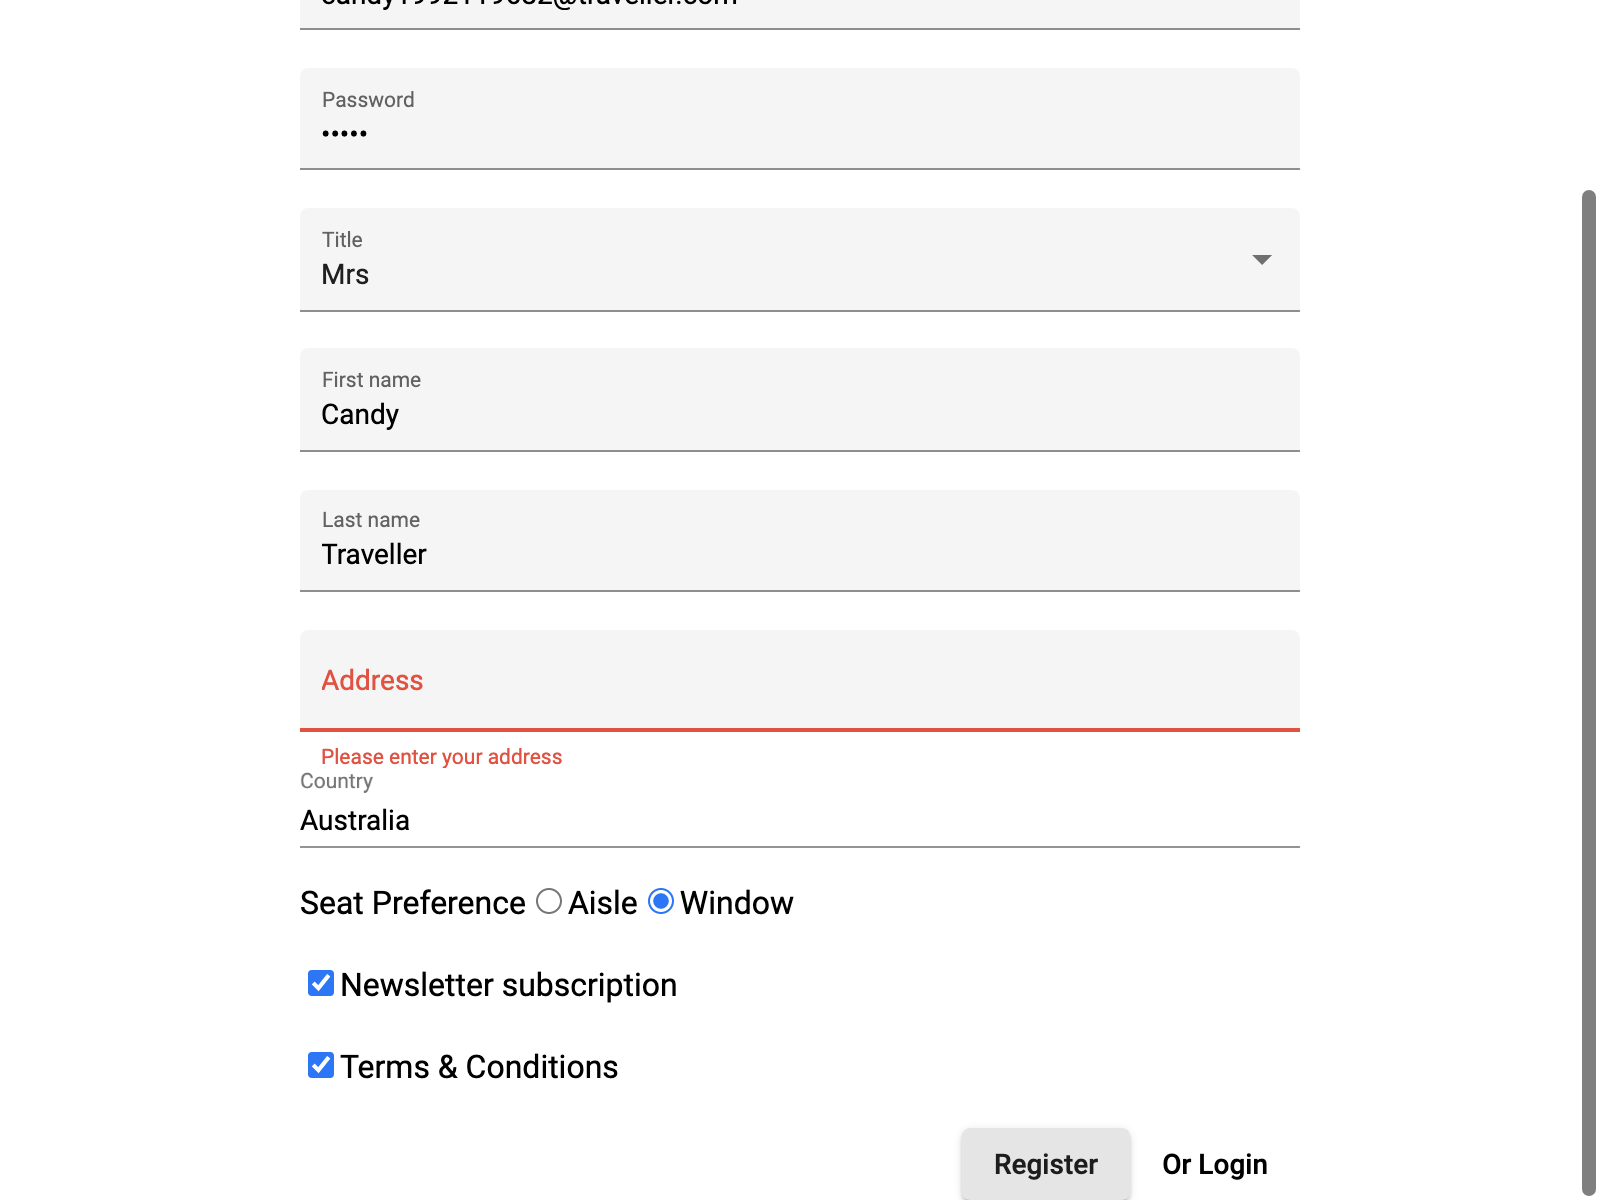 Password
•••••
Title
Mrs
First name
Candy
Last name
Traveller
Address
Please enter your address
Country
Australia
Seat Preference Aisle Window
Newsletter subscription
Terms & Conditions
Register Or Login